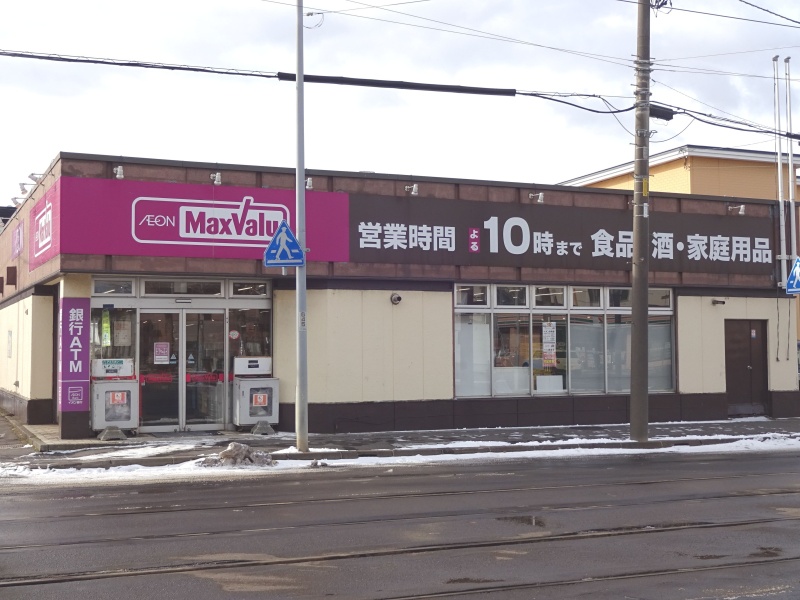 ÆON MaxValu
営業時間 よる 10時まで 食品 酒・家庭用品
銀行ATM